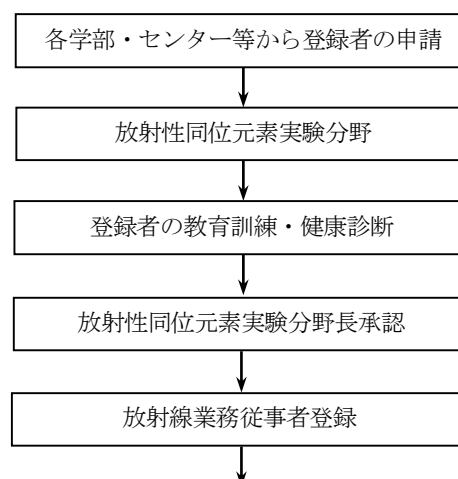 各学部・センター等から登録者の申請
放射性同位元素実験分野
登録者の教育訓練・健康診断
放射性同位元素実験分野長承認
放射線業務従事者登録